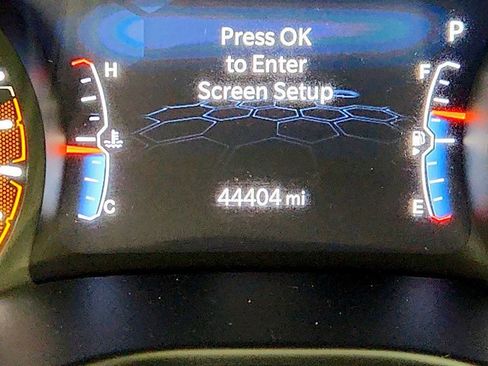 Press OK
P
to Enter
H
F
Screen Setup
C
44404 mi
E